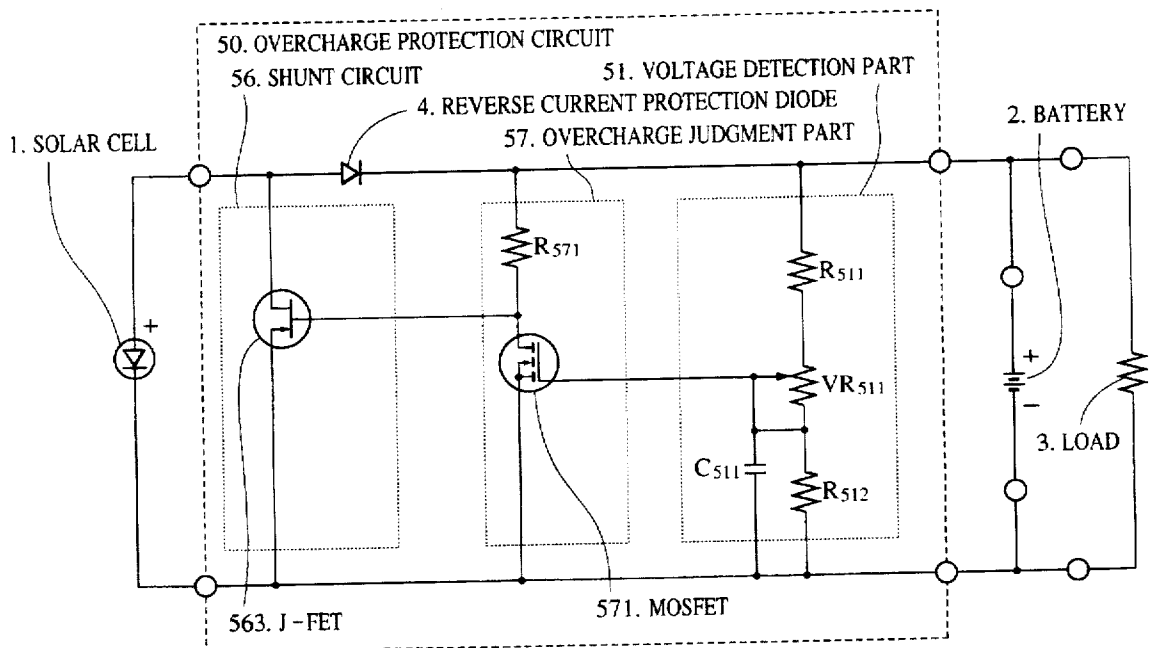 50. OVERCHARGE PROTECTION CIRCUIT
56. SHUNT CIRCUIT
51. VOLTAGE DETECTION PART
4. REVERSE CURRENT PROTECTION DIODE
2. BATTERY
1. SOLAR CELL
57. OVERCHARGE JUDGMENT PART
R571
R511
+
VR511
+
−
3. LOAD
C511
R512
563. J-FET
571. MOSFET